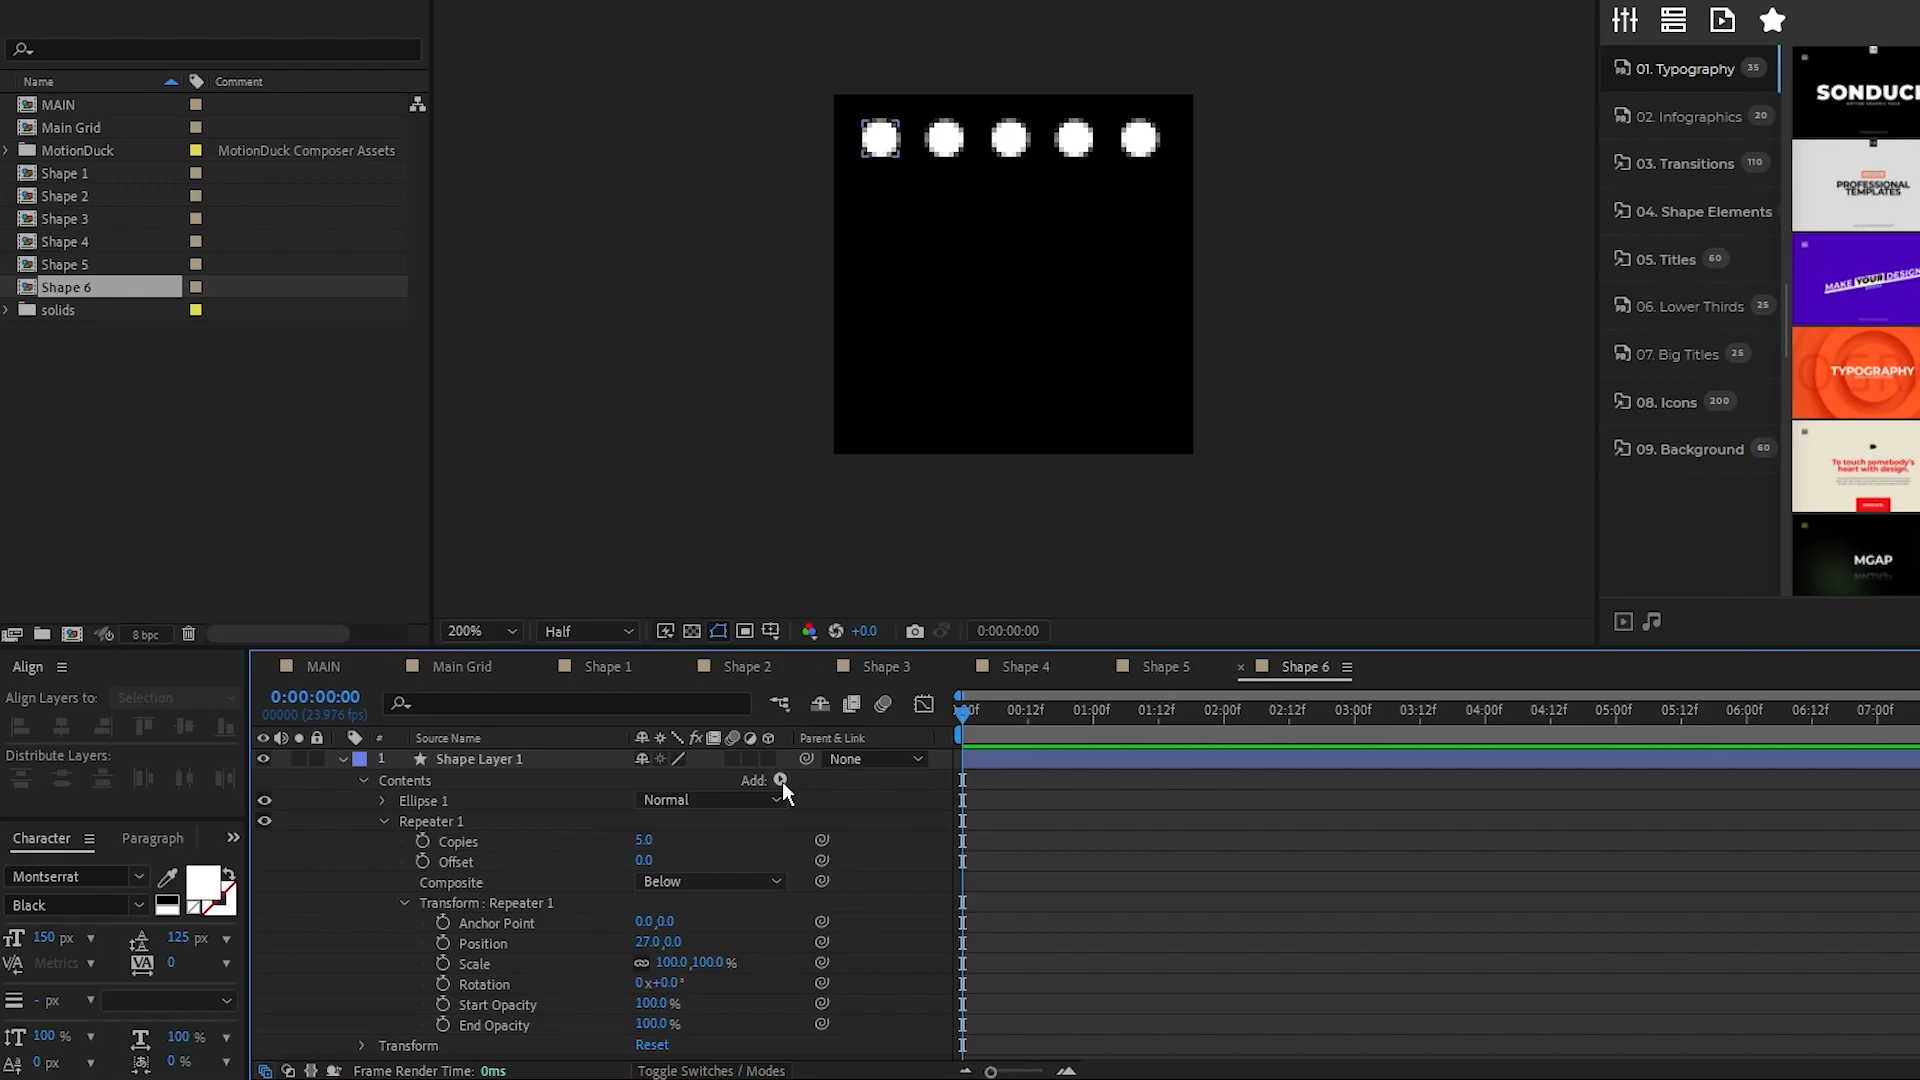 Name
Comment
MAIN
Main Grid
MotionDuck
MotionDuck Composer Assets
Shape 1
Shape 2
Shape 3
Shape 4
Shape 5
Shape 6
solids
8 bpc
200%
Half
+0.0
0:00:00:00
01. Typography 35
02. Infographics 20
03. Transitions 110
04. Shape Elements
05. Titles 60
06. Lower Thirds 25
07. Big Titles 25
08. Icons 200
09. Background 60
SONDUCK
PROFESSIONAL
TEMPLATES
MAKE YOUR DESIGN
TYPOGRAPHY
To touch somebody's
heart with design.
MGAP
Align
Align Layers to: Selection
Distribute Layers:
Character
Paragraph
Montserrat
Black
150 px
125 px
Metrics
0
- px
100 %
100 %
0 px
0 %
MAIN
Main Grid
Shape 1
Shape 2
Shape 3
Shape 4
Shape 5
× Shape 6
0:00:00:00
00000 (23.976 fps)
00:12f 01:00f 01:12f 02:00f 02:12f 03:00f 03:12f 04:00f 04:12f 05:00f 05:12f 06:00f 06:12f 07:00f
# Source Name
Parent & Link
1 Shape Layer 1
None
Contents
Add:
Ellipse 1
Normal
Repeater 1
Copies 5.0
Offset 0.0
Composite Below
Transform : Repeater 1
Anchor Point 0.0,0.0
Position 27.0,0.0
Scale 100.0,100.0 %
Rotation 0x+0.0°
Start Opacity 100.0 %
End Opacity 100.0 %
Transform Reset
Frame Render Time: 0ms
Toggle Switches / Modes